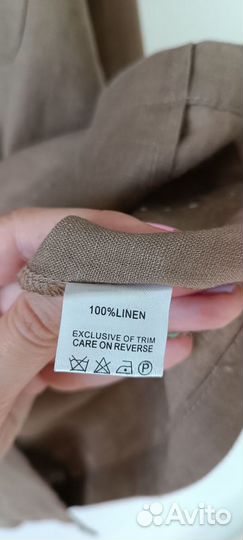 100%LINEN
EXCLUSIVE OF TRIM
CARE ON REVERSE
P
Avito